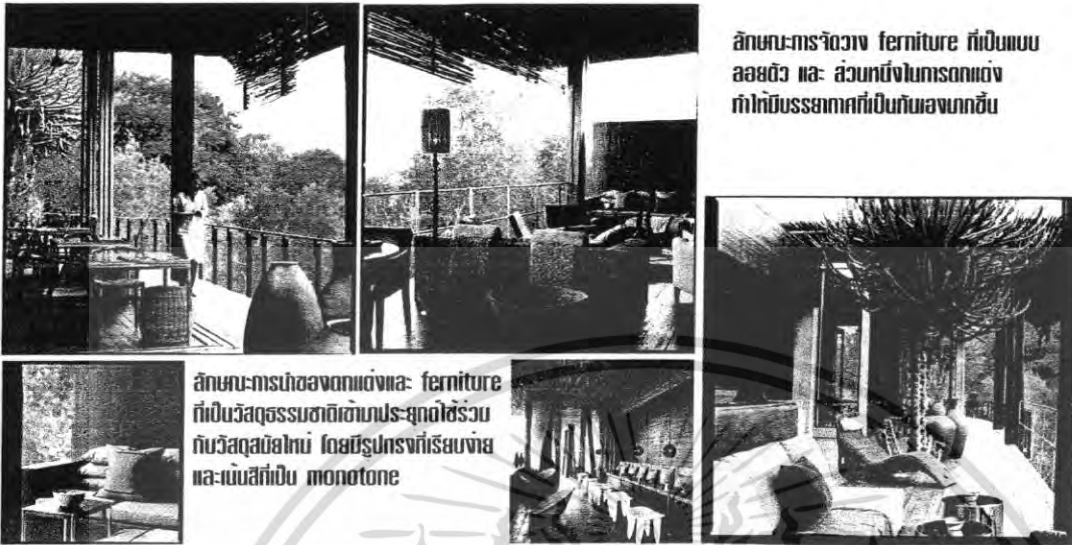 ลักษณะการจัดวาง ferniture ที่เป็นแบบ
ลอยตัว และ ส่วนหนึ่งในการตกแต่ง
ทำให้มีบรรยากาศที่เป็นกันเองมากขึ้น
ลักษณะการนำของตกแต่งและ ferniture
ที่เป็นวัสดุธรรมชาติเข้ามาประยุกต์ใช้ร่วม
กับวัสดุสมัยใหม่ โดยมีรูปทรงที่เรียบง่าย
และเน้นสีที่เป็น monotone